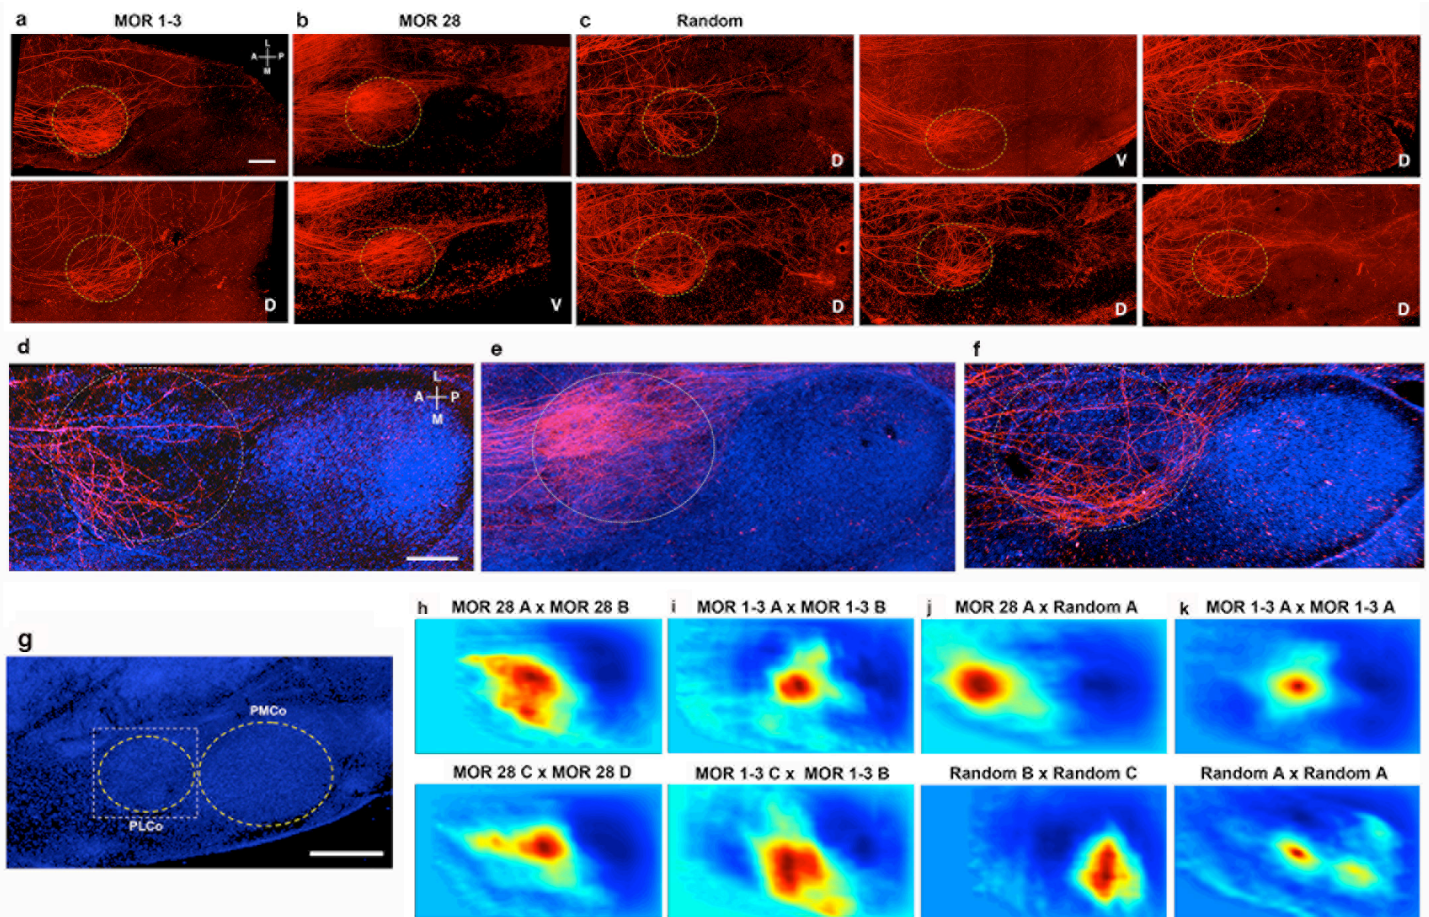 a MOR 1-3
b MOR 28
c Random
L
A P
M
D
V
D
D
V
D
D
D
d
e
f
L
A P
M
g
PMCo
PLCo
h MOR 28 A x MOR 28 B
i MOR 1-3 A x MOR 1-3 B
j MOR 28 A x Random A
k MOR 1-3 A x MOR 1-3 A
MOR 28 C x MOR 28 D
MOR 1-3 C x MOR 1-3 B
Random B x Random C
Random A x Random A